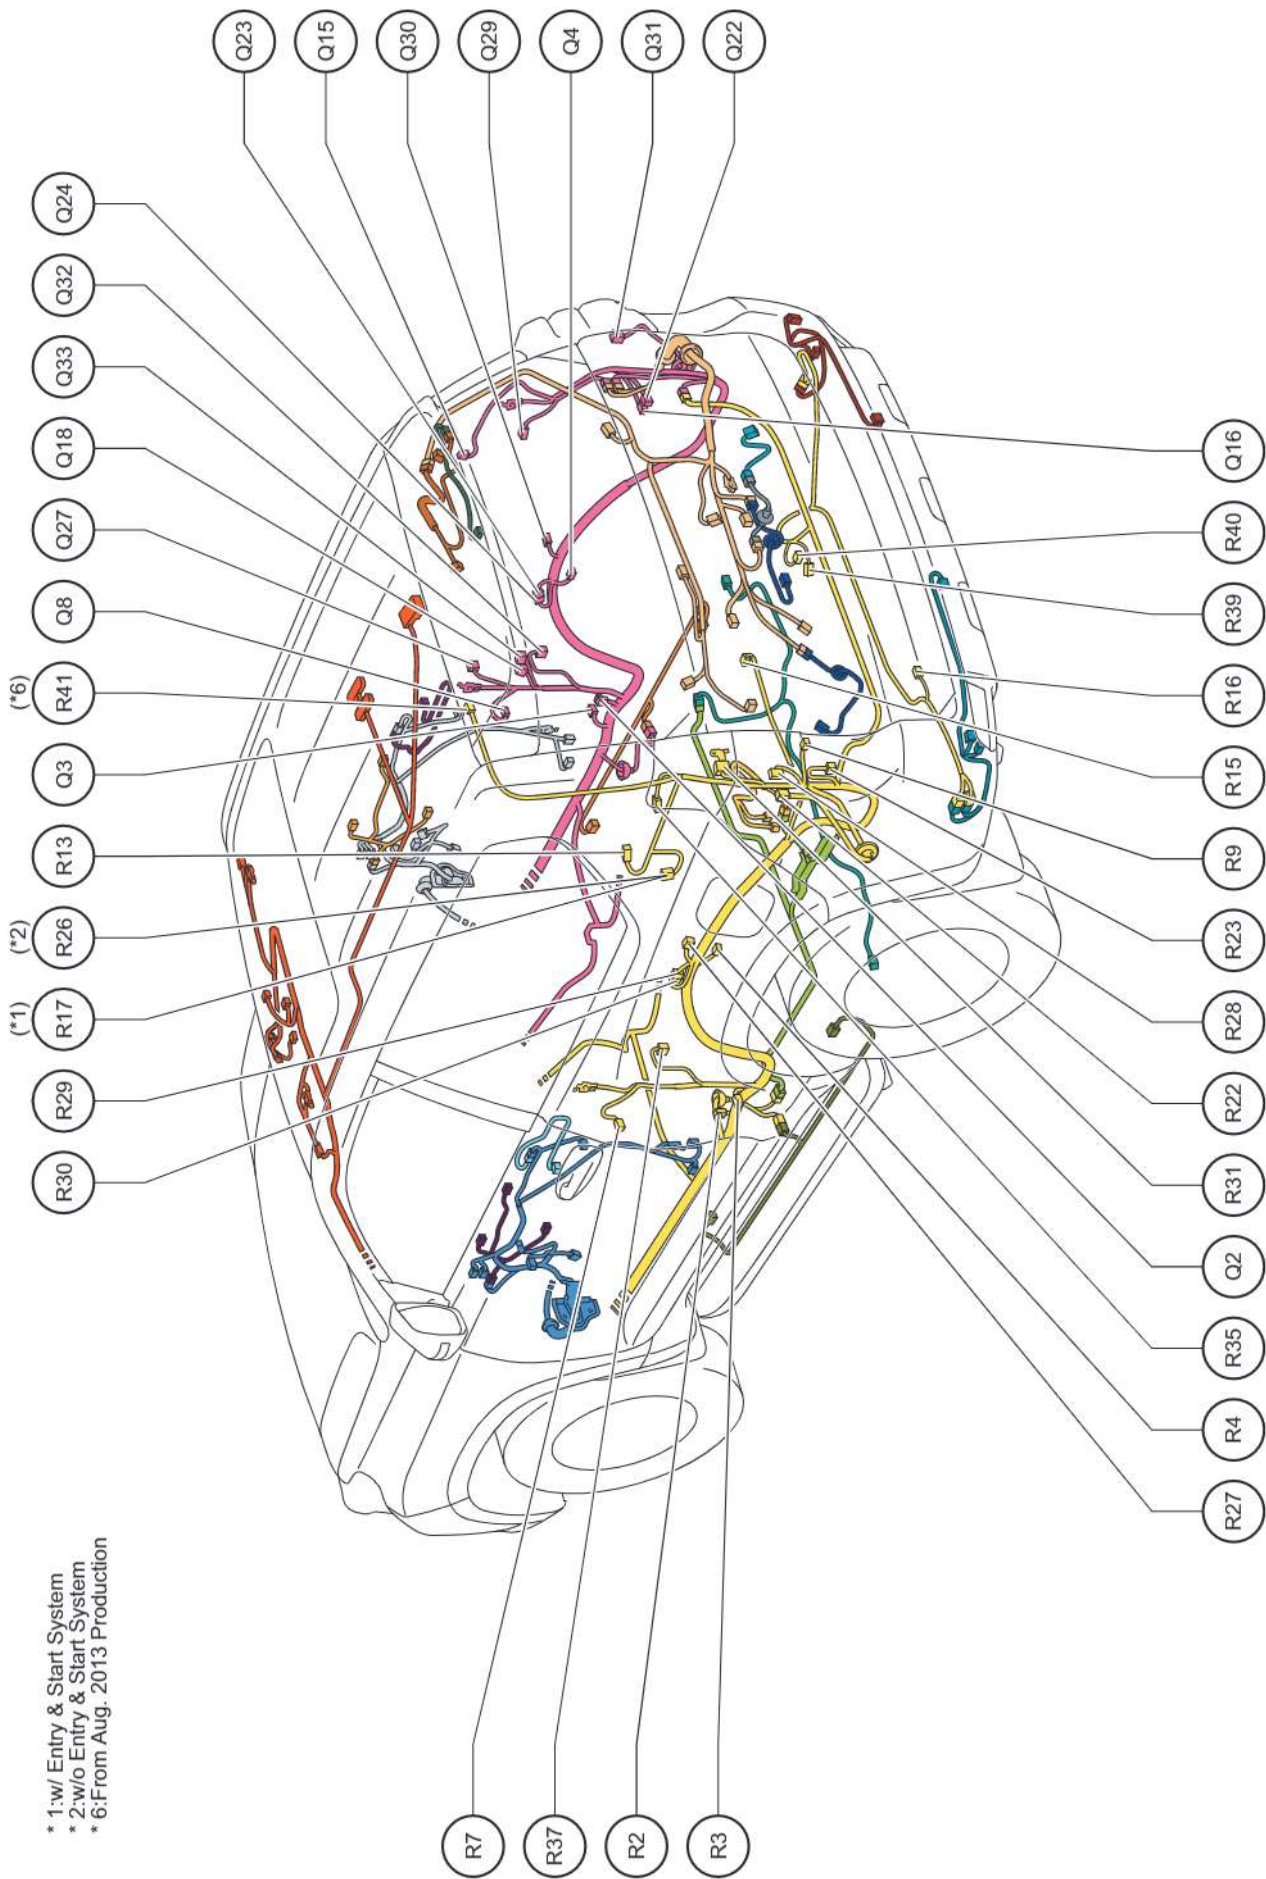 * 1:w/ Entry & Start System
* 2:w/o Entry & Start System
* 6:From Aug. 2013 Production
R30
R29
(*1)
R17
(*2)
R26
R13
Q3
(*6)
R41
Q8
Q27
Q18
Q33
Q32
Q24
Q23
Q15
Q30
Q29
Q4
Q31
Q22
R7
R37
R2
R3
R27
R4
R35
Q2
R31
R22
R28
R23
R9
R15
R16
R39
R40
Q16